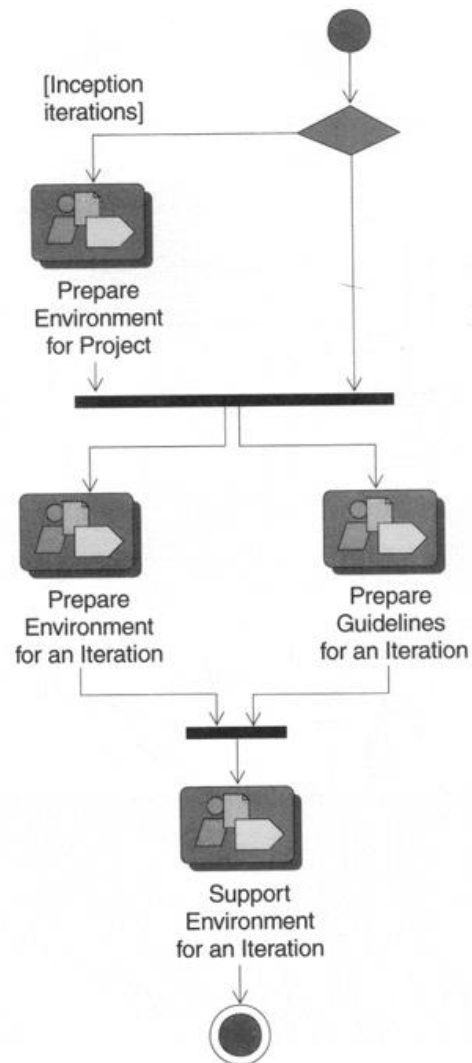 [Inception
iterations]
Prepare
Environment
for Project
Prepare
Environment
for an Iteration
Prepare
Guidelines
for an Iteration
Support
Environment
for an Iteration